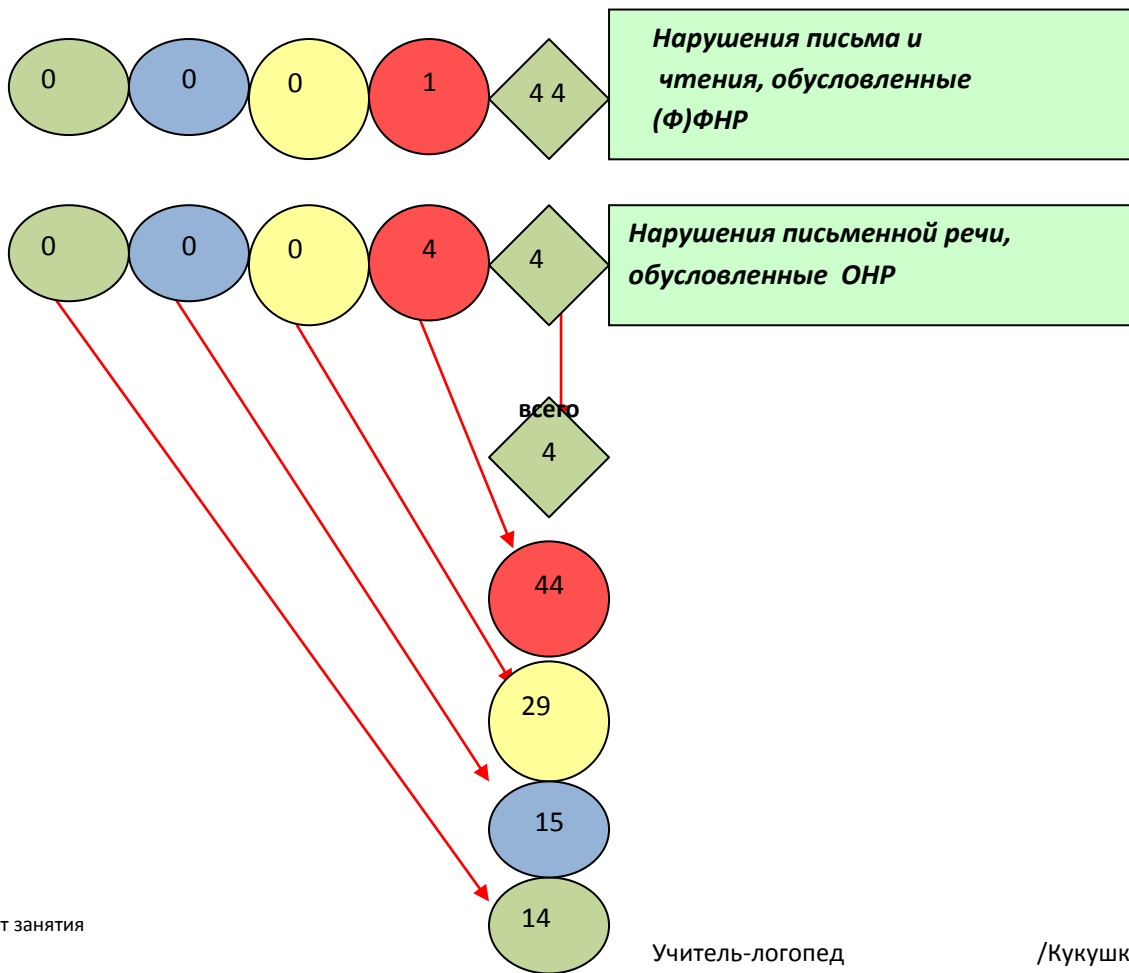 0 0 0 1 4 4
Нарушения письма и
чтения, обусловленные
(Ф)ФНР
0 0 0 4 4
Нарушения письменной речи,
обусловленные ОНР
всего
4
44
29
15
14
т занятия
Учитель-логопед /Кукушк